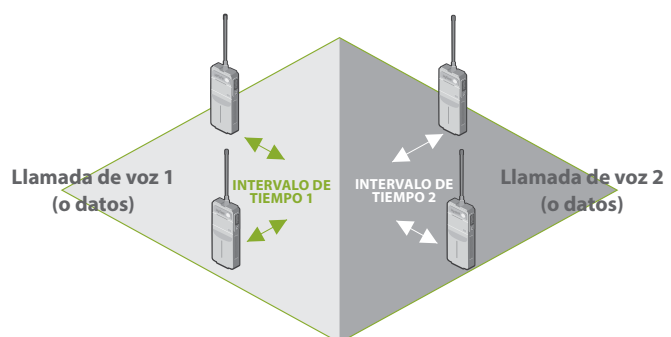 Llamada de voz 1
(o datos)
INTERVALO DE
TIEMPO 1
INTERVALO DE
TIEMPO 2
Llamada de voz 2
(o datos)